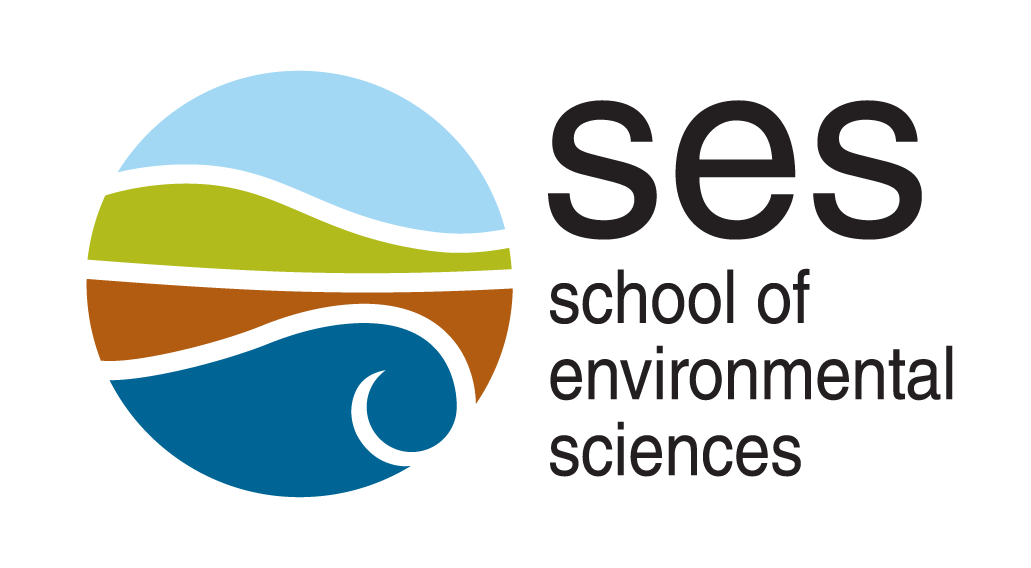 ses
school of
environmental
sciences